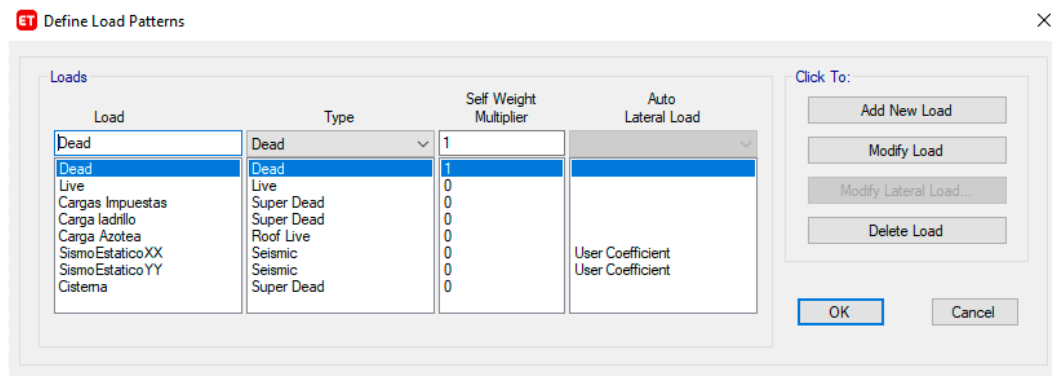 ET Define Load Patterns
Loads
Click To:
Load Type Self Weight Multiplier Auto Lateral Load
Dead Dead 1
Dead Dead 1
Live Live 0
Cargas Impuestas Super Dead 0
Carga ladrillo Super Dead 0
Carga Azotea Roof Live 0
SismoEstaticoXX Seismic 0 User Coefficient
SismoEstaticoYY Seismic 0 User Coefficient
Cisterna Super Dead 0
Add New Load
Modify Load
Modify Lateral Load...
Delete Load
OK Cancel